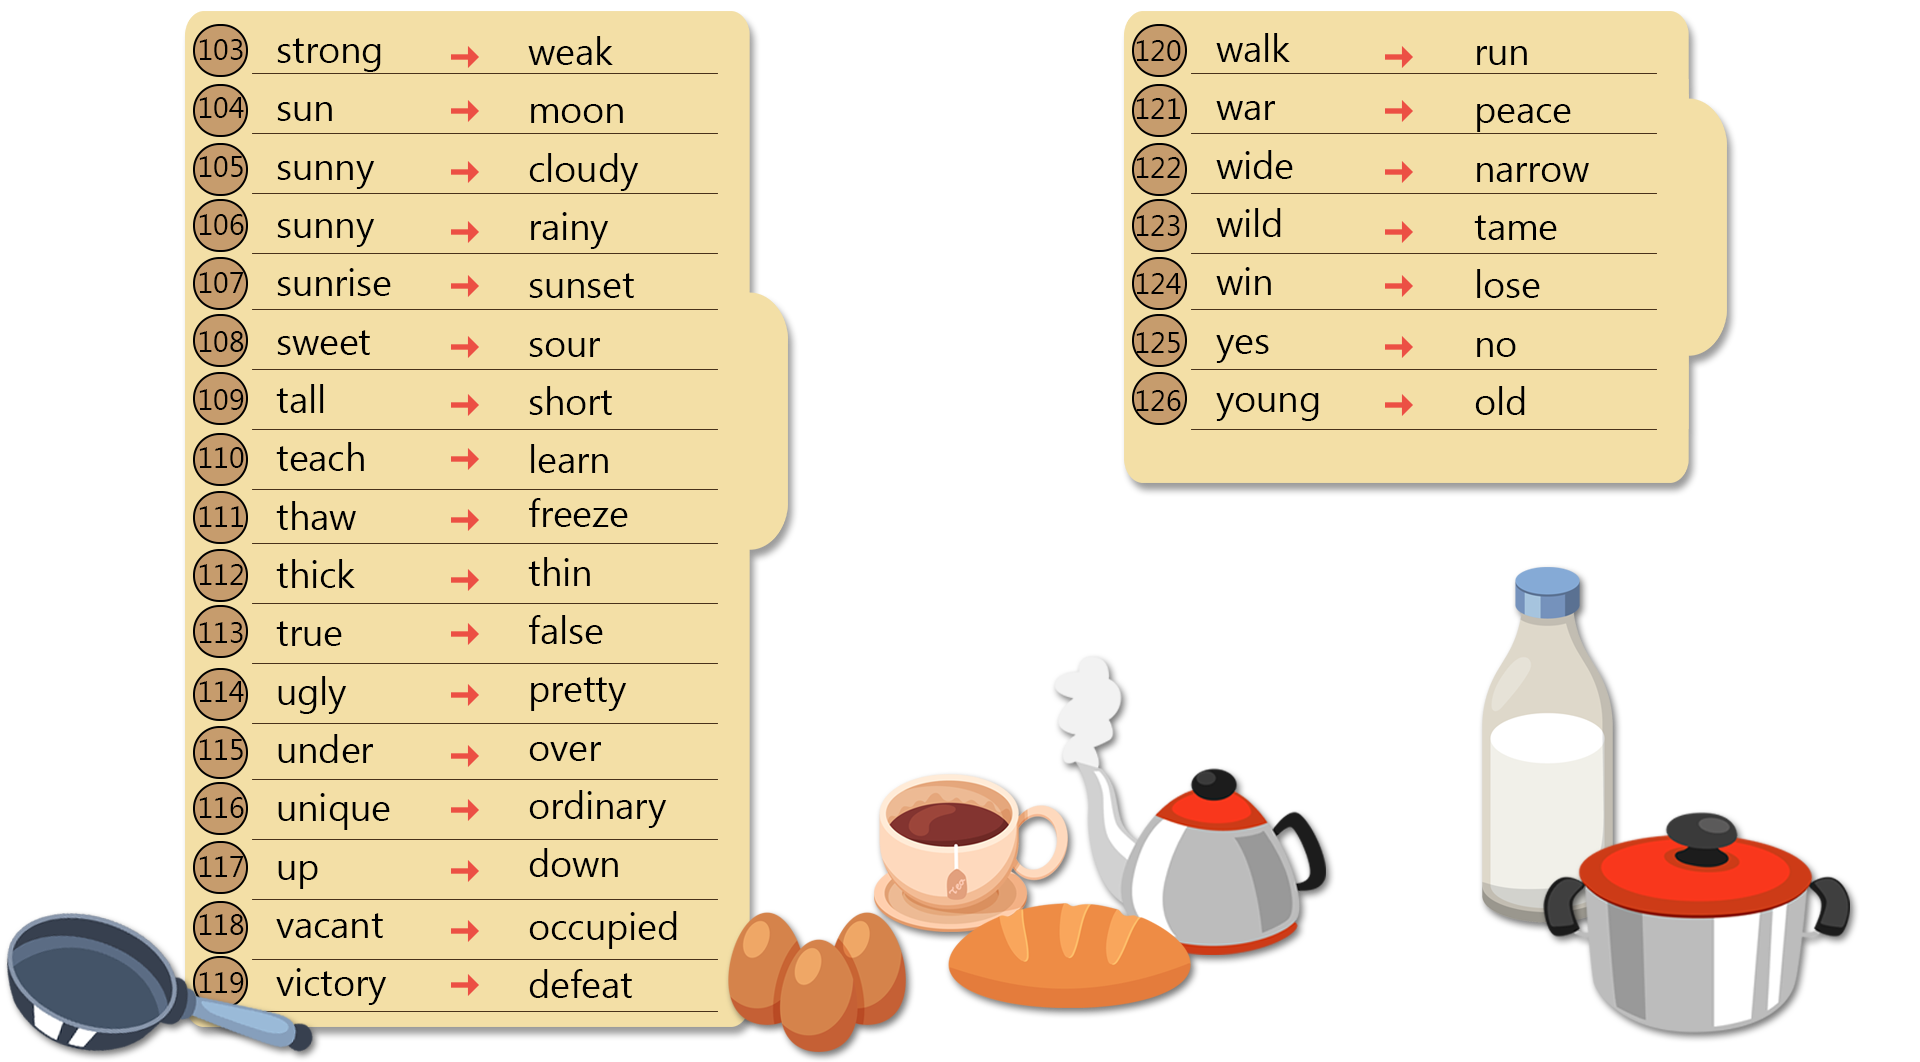 103 strong → weak
104 sun → moon
105 sunny → cloudy
106 sunny → rainy
107 sunrise → sunset
108 sweet → sour
109 tall → short
110 teach → learn
111 thaw → freeze
112 thick → thin
113 true → false
114 ugly → pretty
115 under → over
116 unique → ordinary
117 up → down
118 vacant → occupied
119 victory → defeat
120 walk → run
121 war → peace
122 wide → narrow
123 wild → tame
124 win → lose
125 yes → no
126 young → old
Tea